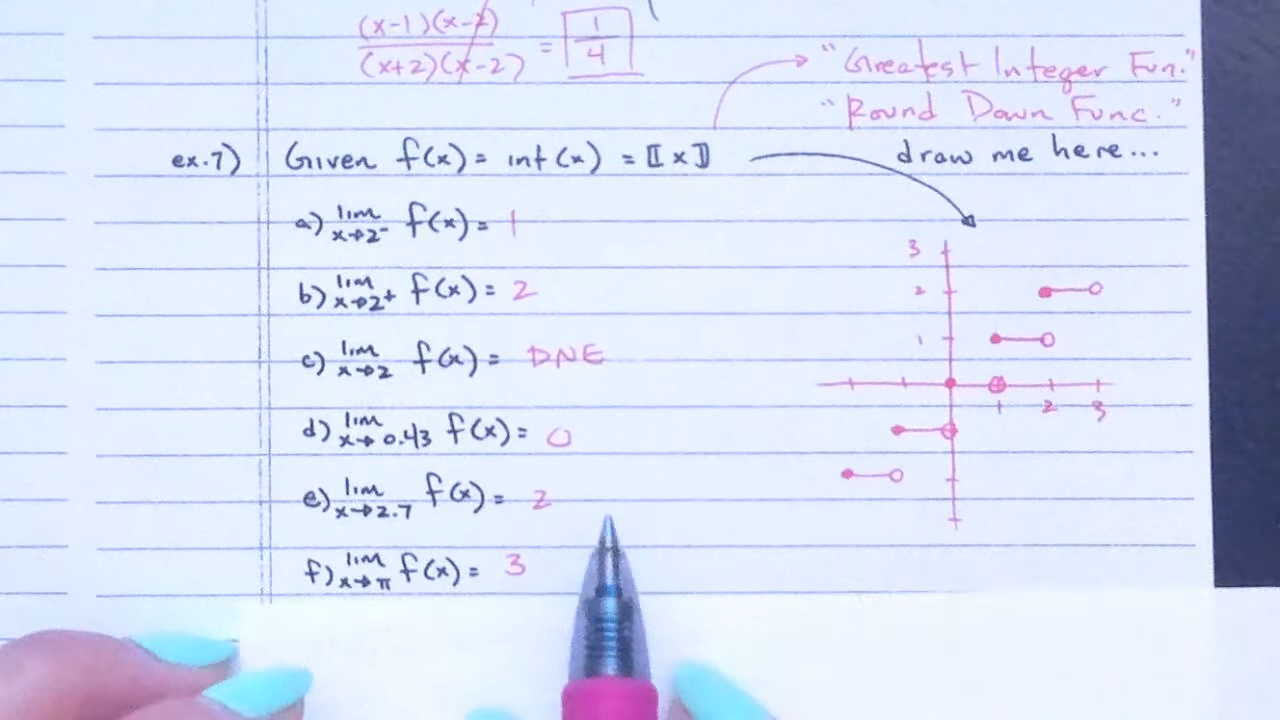 (x-1)(x-2)
(x+2)(x-2)
= 1/4
"Greatest Integer Fun."
"Round Down Func."
ex.7) Given f(x) = int(x) = ⟦x⟧
draw me here...
a) lim x→2⁻ f(x) = 1
b) lim x→2⁺ f(x) = 2
c) lim x→2 f(x) = DNE
d) lim x→0.43 f(x) = 0
e) lim x→2.7 f(x) = 2
f) lim x→π f(x) = 3
3
2
1
1 2 3